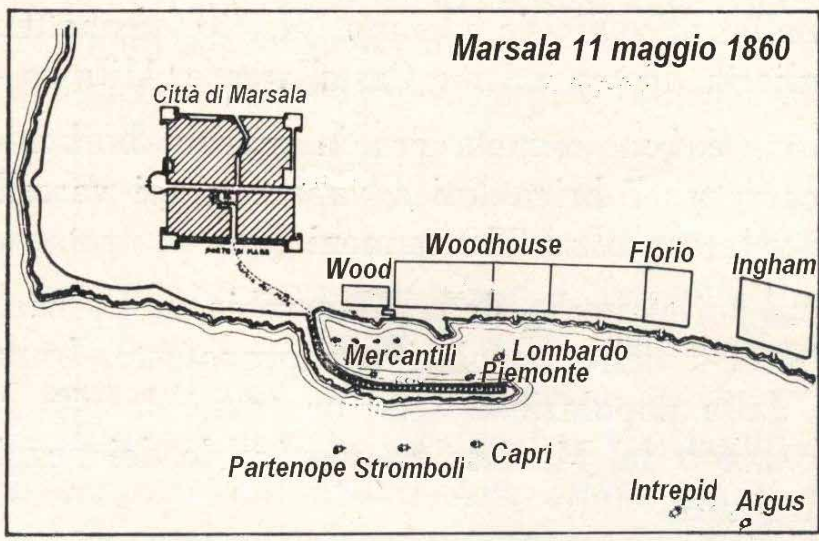 Marsala 11 maggio 1860
Città di Marsala
Wood
Woodhouse
Florio
Ingham
Mercantili
Lombardo
Piemonte
Partenope
Stromboli
Capri
Intrepid
Argus